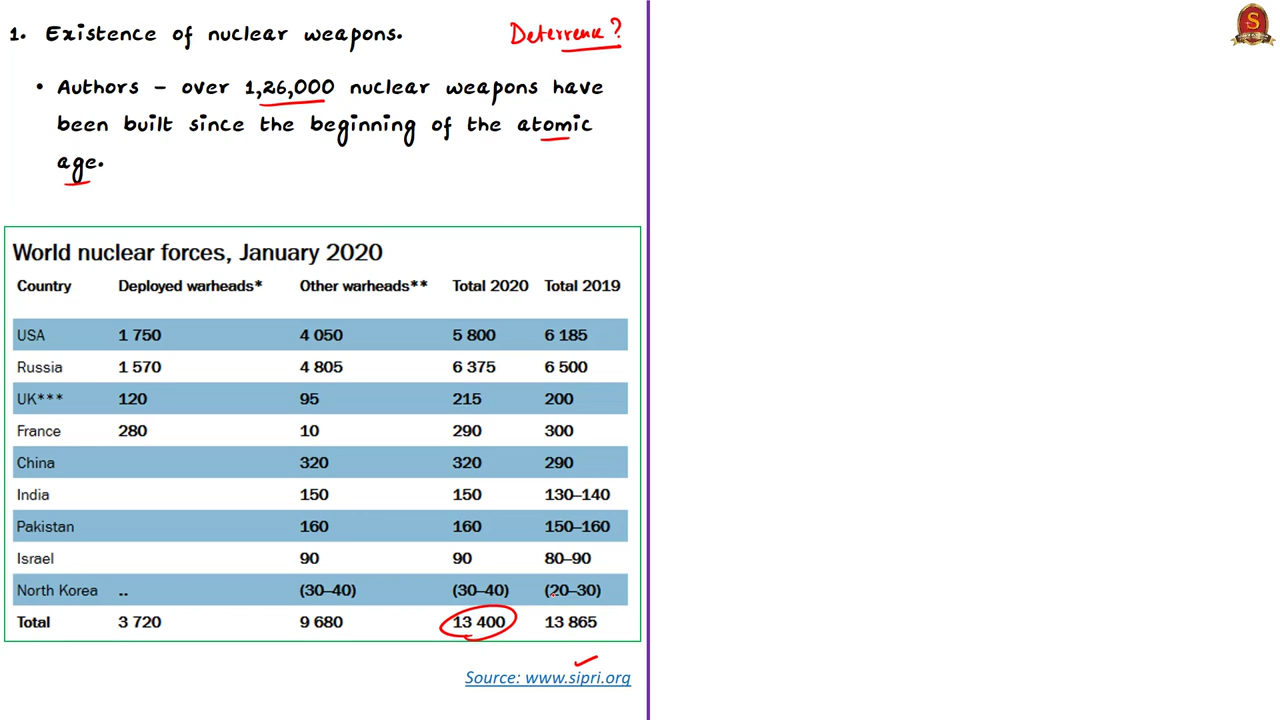 1. Existence of nuclear weapons.
Deterrence?
• Authors – over 1,26,000 nuclear weapons have
been built since the beginning of the atomic
age.
World nuclear forces, January 2020
Country Deployed warheads* Other warheads** Total 2020 Total 2019
USA 1 750 4 050 5 800 6 185
Russia 1 570 4 805 6 375 6 500
UK*** 120 95 215 200
France 280 10 290 300
China 320 320 290
India 150 150 130–140
Pakistan 160 160 150–160
Israel 90 90 80–90
North Korea .. (30–40) (30–40) (20–30)
Total 3 720 9 680 13 400 13 865
Source: www.sipri.org
S